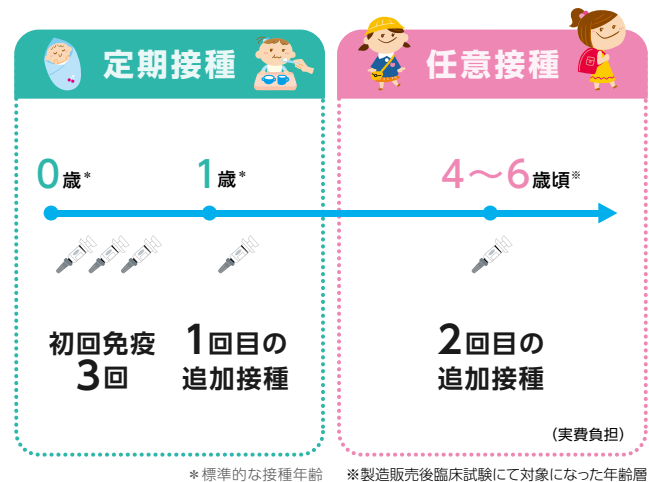 定期接種
任意接種
0歳*
1歳*
4〜6歳頃※
初回免疫
3回
1回目の
追加接種
2回目の
追加接種
(実費負担)
*標準的な接種年齢
※製造販売後臨床試験にて対象になった年齢層